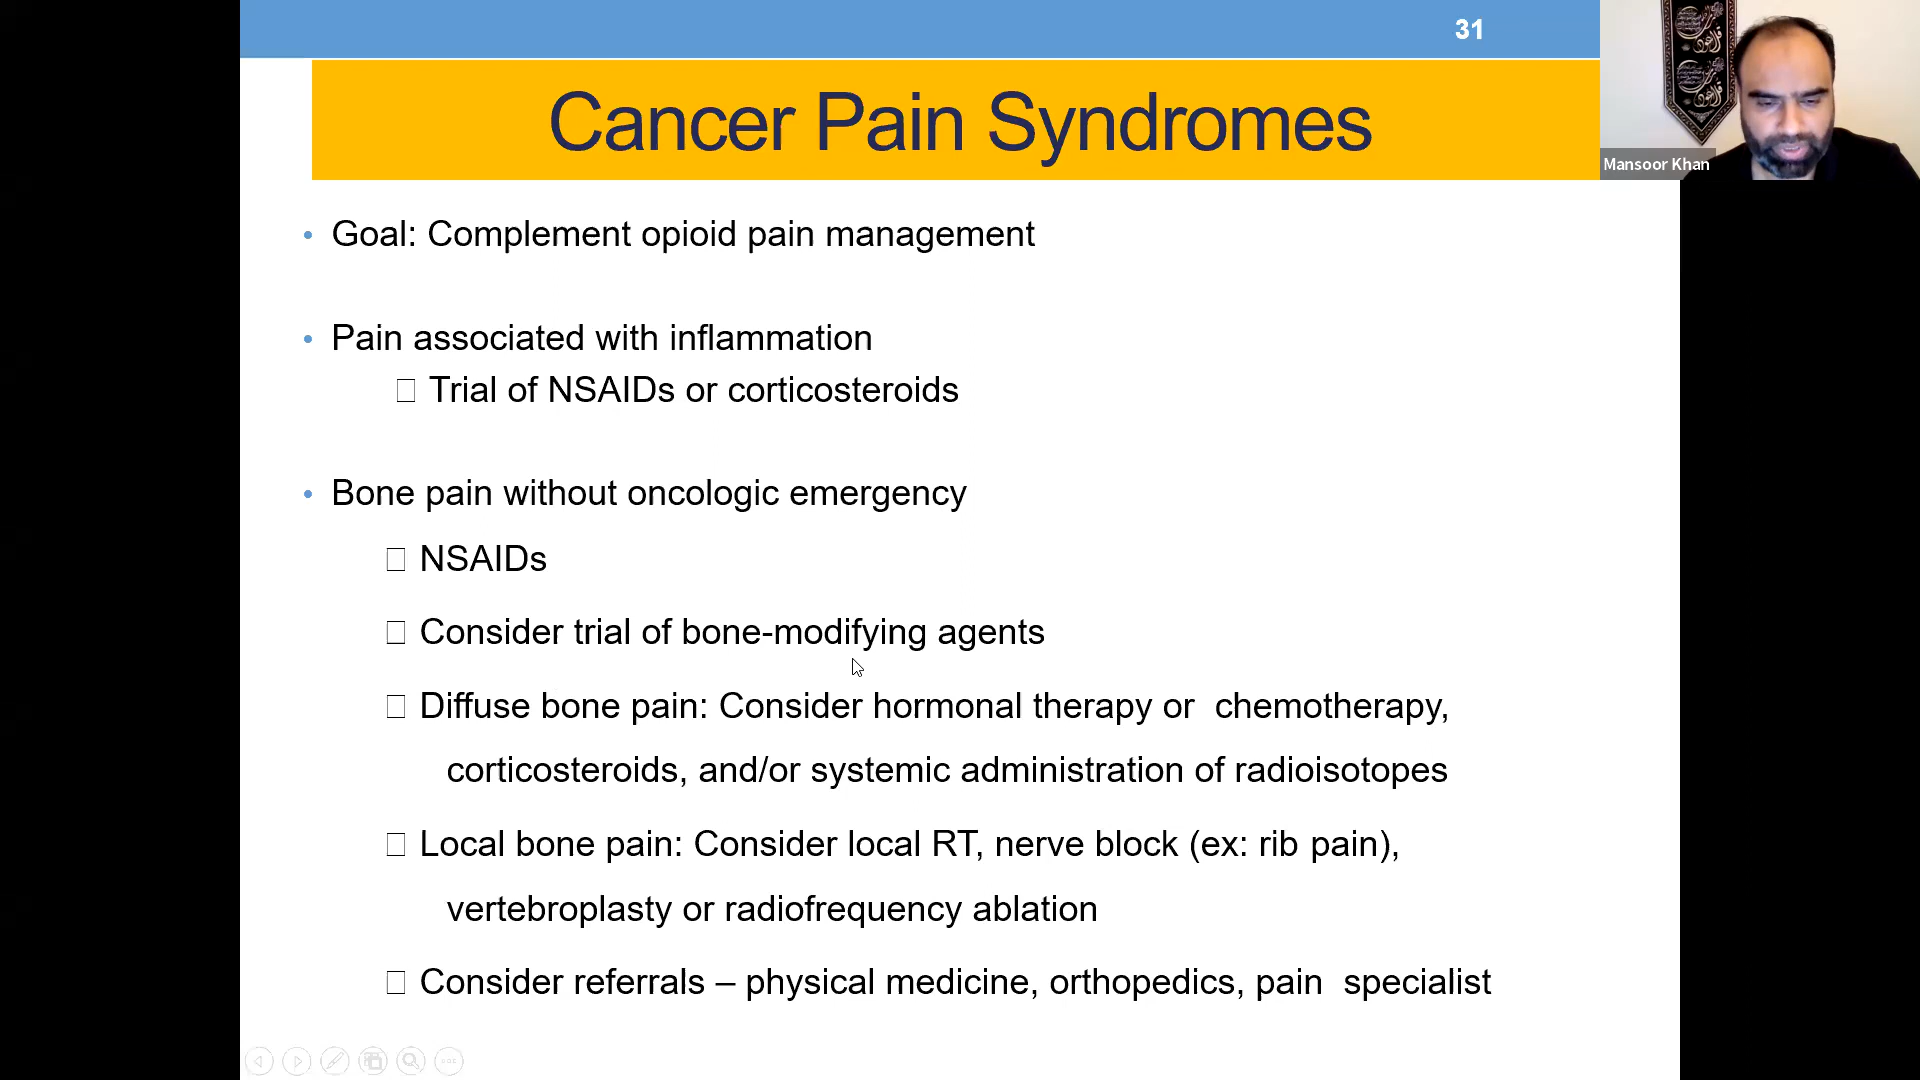 31
Cancer Pain Syndromes
Mansoor Khan
• Goal: Complement opioid pain management
• Pain associated with inflammation
□ Trial of NSAIDs or corticosteroids
• Bone pain without oncologic emergency
□ NSAIDs
□ Consider trial of bone-modifying agents
□ Diffuse bone pain: Consider hormonal therapy or  chemotherapy,
corticosteroids, and/or systemic administration of radioisotopes
□ Local bone pain: Consider local RT, nerve block (ex: rib pain),
vertebroplasty or radiofrequency ablation
□ Consider referrals – physical medicine, orthopedics, pain  specialist